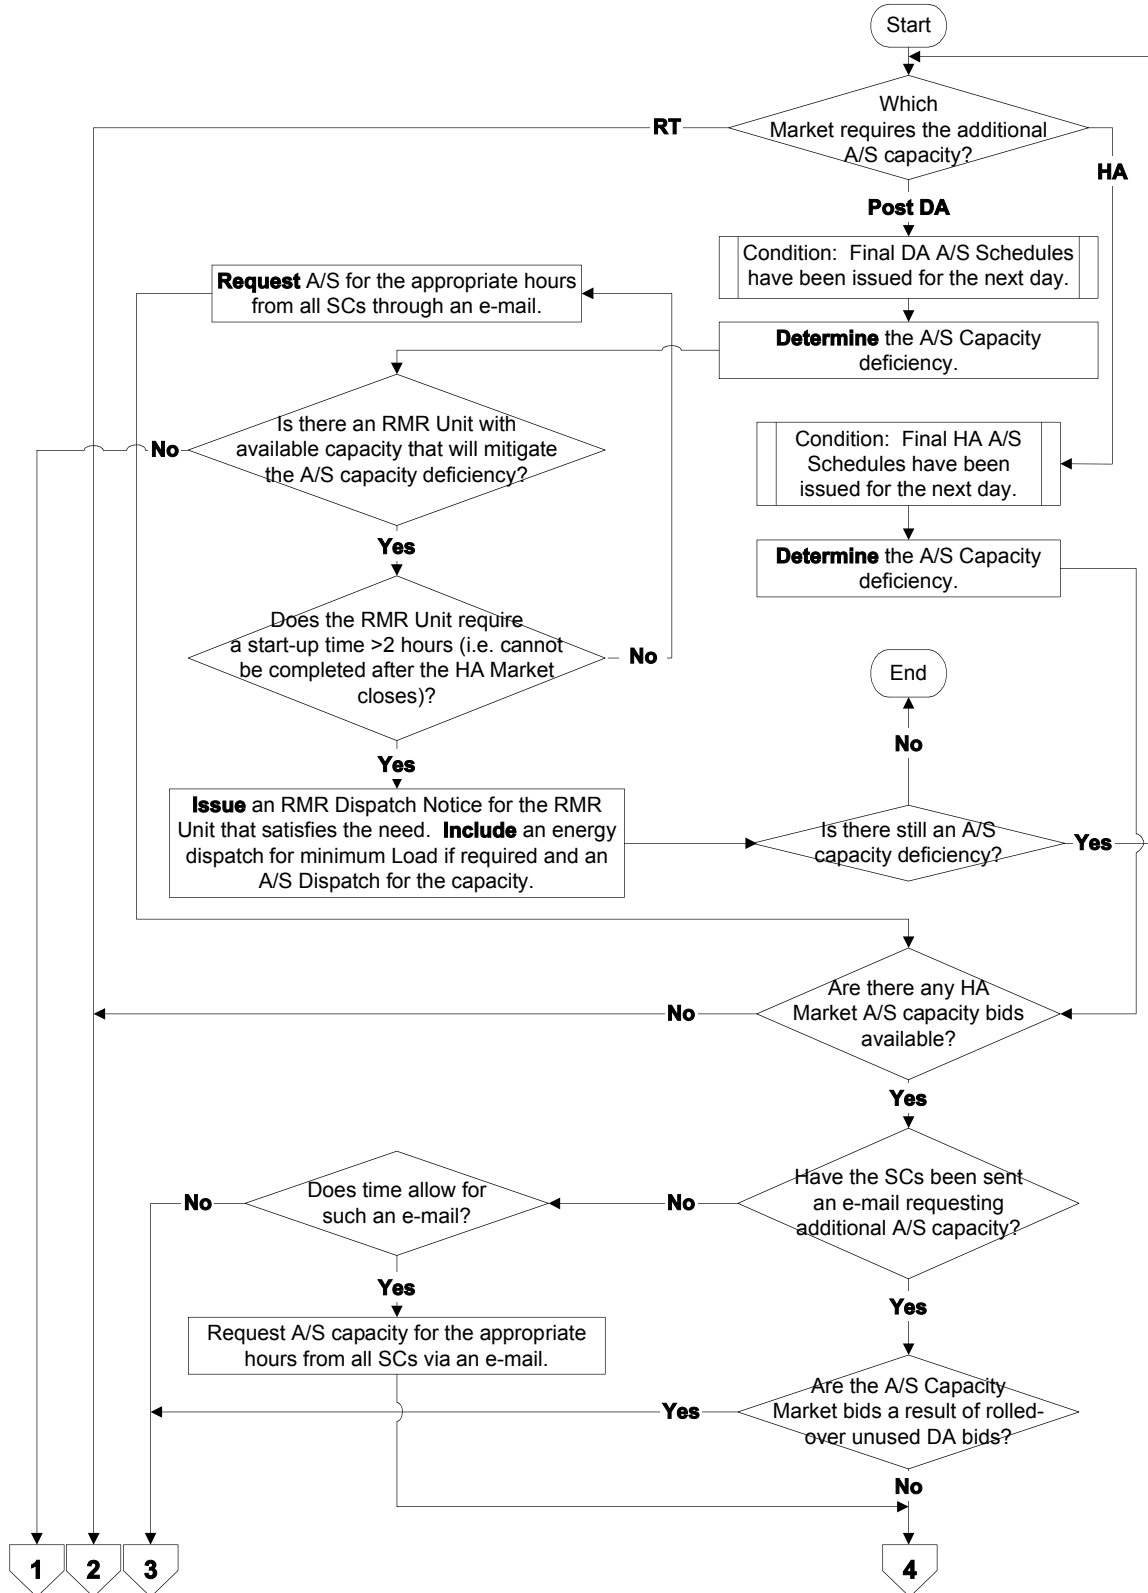 Start
Which
Market requires the additional
A/S capacity?
RT
HA
Post DA
Condition:  Final DA A/S Schedules
have been issued for the next day.
Request A/S for the appropriate hours
from all SCs through an e-mail.
Determine the A/S Capacity
deficiency.
Is there an RMR Unit with
available capacity that will mitigate
the A/S capacity deficiency?
No
Condition:  Final HA A/S
Schedules have been
issued for the next day.
Yes
Determine the A/S Capacity
deficiency.
Does the RMR Unit require
a start-up time >2 hours (i.e. cannot
be completed after the HA Market
closes)?
No
End
No
Yes
Issue an RMR Dispatch Notice for the RMR
Unit that satisfies the need.  Include an energy
dispatch for minimum Load if required and an
A/S Dispatch for the capacity.
Is there still an A/S
capacity deficiency?
Yes
Are there any HA
Market A/S capacity bids
available?
No
Yes
Have the SCs been sent
an e-mail requesting
additional A/S capacity?
No
Does time allow for
such an e-mail?
No
Yes
Yes
Request A/S capacity for the appropriate
hours from all SCs via an e-mail.
Are the A/S Capacity
Market bids a result of rolled-
over unused DA bids?
Yes
No
1
2
3
4